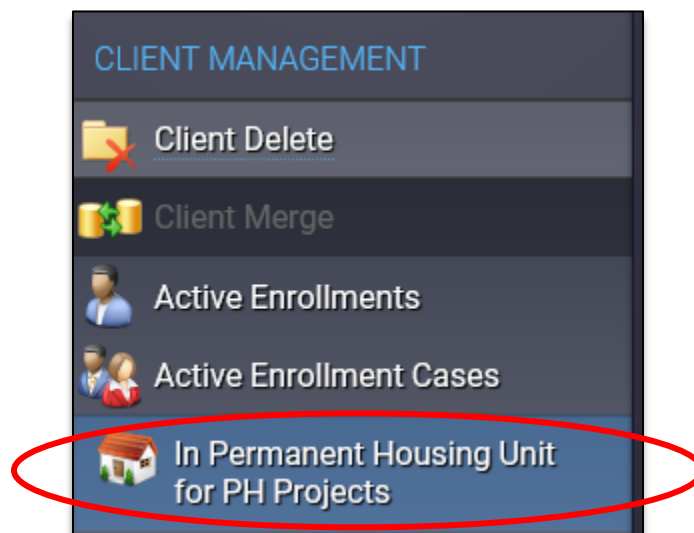 CLIENT MANAGEMENT
Client Delete
Client Merge
Active Enrollments
Active Enrollment Cases
In Permanent Housing Unit
for PH Projects